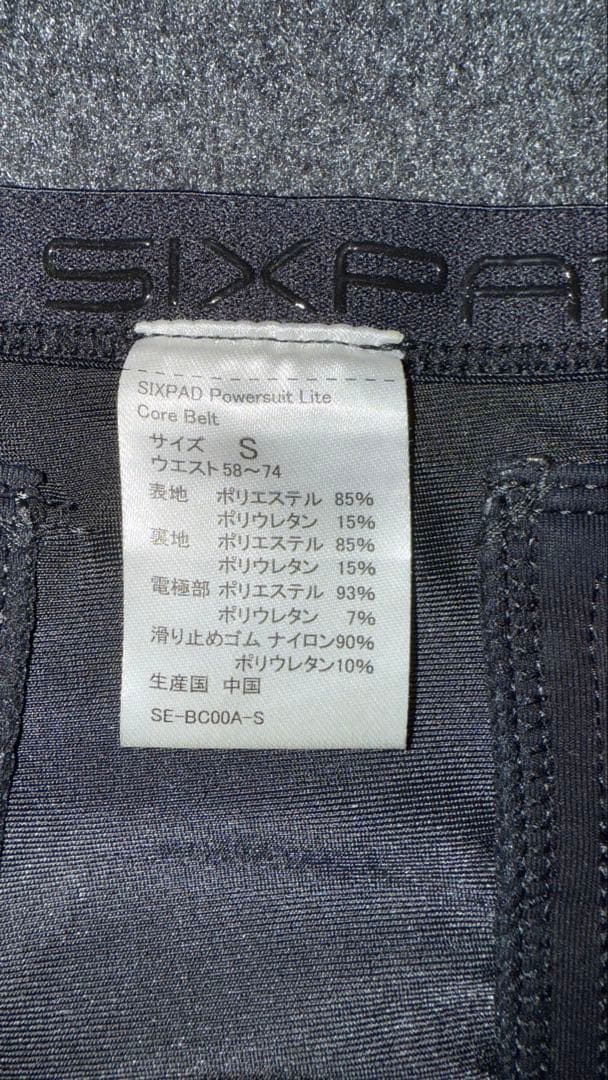 SIXPAD
SIXPAD Powersuit Lite
Core Belt
サイズ S
ウエスト58～74
表地 ポリエステル 85%
ポリウレタン 15%
裏地 ポリエステル 85%
ポリウレタン 15%
電極部 ポリエステル 93%
ポリウレタン 7%
滑り止めゴム ナイロン90%
ポリウレタン10%
生産国 中国
SE-BC00A-S